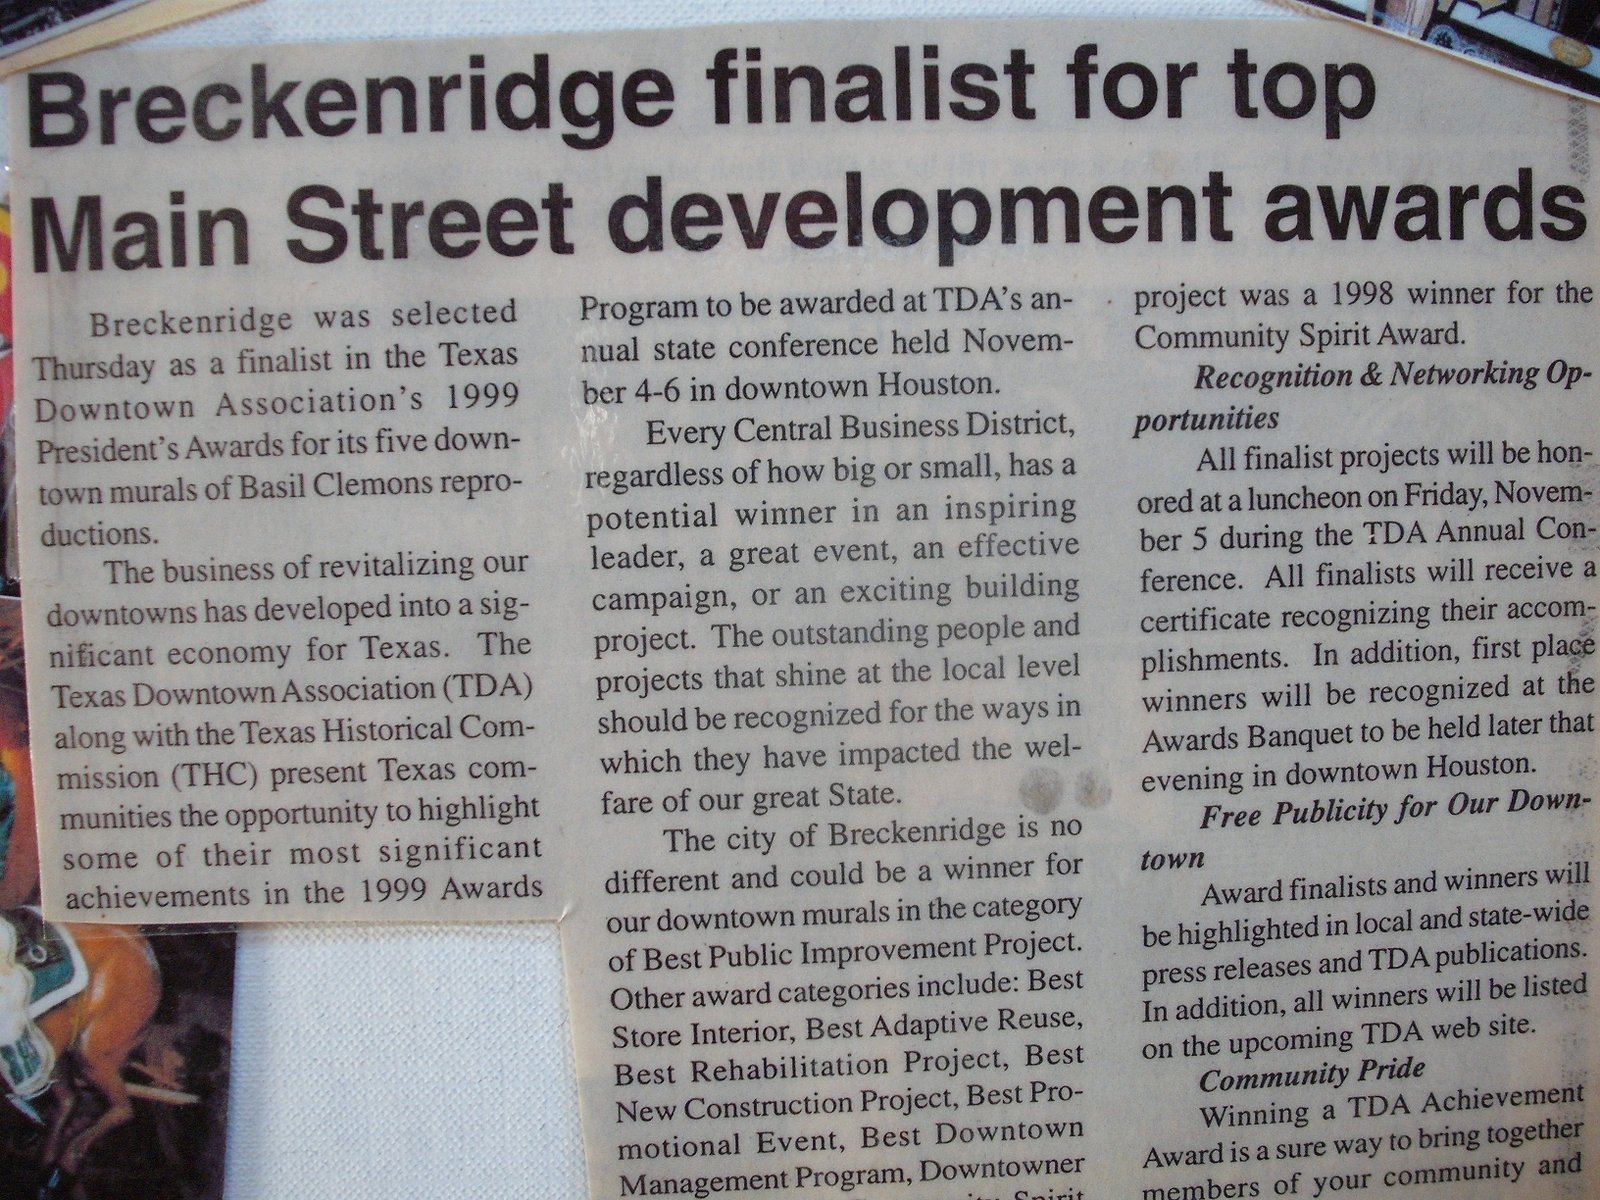 Breckenridge finalist for top
Main Street development awards
Breckenridge was selected
Thursday as a finalist in the Texas
Downtown Association's 1999
President's Awards for its five down-
town murals of Basil Clemons repro-
ductions.
The business of revitalizing our
downtowns has developed into a sig-
nificant economy for Texas. The
Texas Downtown Association (TDA)
along with the Texas Historical Com-
mission (THC) present Texas com-
munities the opportunity to highlight
some of their most significant
achievements in the 1999 Awards
Program to be awarded at TDA's an-
nual state conference held Novem-
ber 4-6 in downtown Houston.
Every Central Business District,
regardless of how big or small, has a
potential winner in an inspiring
leader, a great event, an effective
campaign, or an exciting building
project. The outstanding people and
projects that shine at the local level
should be recognized for the ways in
which they have impacted the wel-
fare of our great State.
The city of Breckenridge is no
different and could be a winner for
our downtown murals in the category
of Best Public Improvement Project.
Other award categories include: Best
Store Interior, Best Adaptive Reuse,
Best Rehabilitation Project, Best
New Construction Project, Best Pro-
motional Event, Best Downtown
Management Program, Downtowner
Spirit
project was a 1998 winner for the
Community Spirit Award.
Recognition & Networking Op-
portunities
All finalist projects will be hon-
ored at a luncheon on Friday, Novem-
ber 5 during the TDA Annual Con-
ference. All finalists will receive a
certificate recognizing their accom-
plishments. In addition, first place
winners will be recognized at the
Awards Banquet to be held later that
evening in downtown Houston.
Free Publicity for Our Down-
town
Award finalists and winners will
be highlighted in local and state-wide
press releases and TDA publications.
In addition, all winners will be listed
on the upcoming TDA web site.
Community Pride
Winning a TDA Achievement
Award is a sure way to bring together
members of your community and